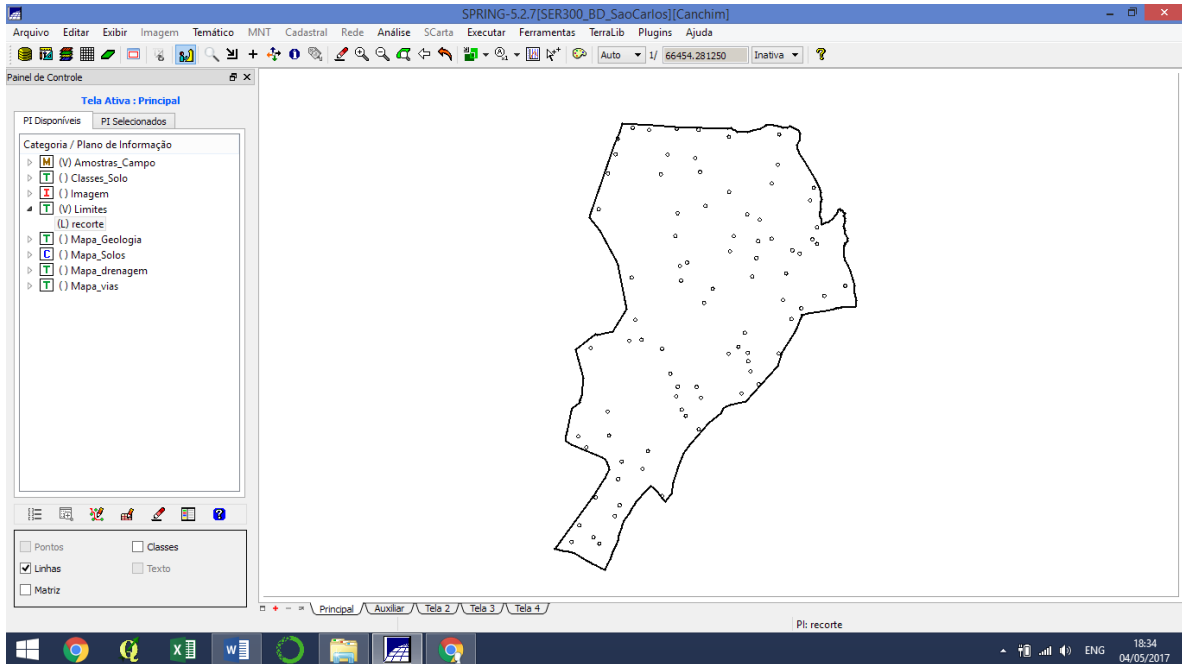 SPRING-5.2.7[SER300_BD_SaoCarlos][Canchim]
Arquivo Editar Exibir Imagem Temático MNT Cadastral Rede Análise SCarta Executar Ferramentas TerraLib Plugins Ajuda
Auto 1/ 66454.281250 Inativa
Painel de Controle
Tela Ativa : Principal
PI Disponíveis PI Selecionados
Categoria / Plano de Informação
M (V) Amostras_Campo
T ( ) Classes_Solo
I ( ) Imagem
T (V) Limites
(L) recorte
T ( ) Mapa_Geologia
C ( ) Mapa_Solos
T ( ) Mapa_drenagem
T ( ) Mapa_vias
Pontos Classes
Linhas Texto
Matriz
Principal Auxiliar Tela 2 Tela 3 Tela 4
PI: recorte
ENG 18:34
04/05/2017